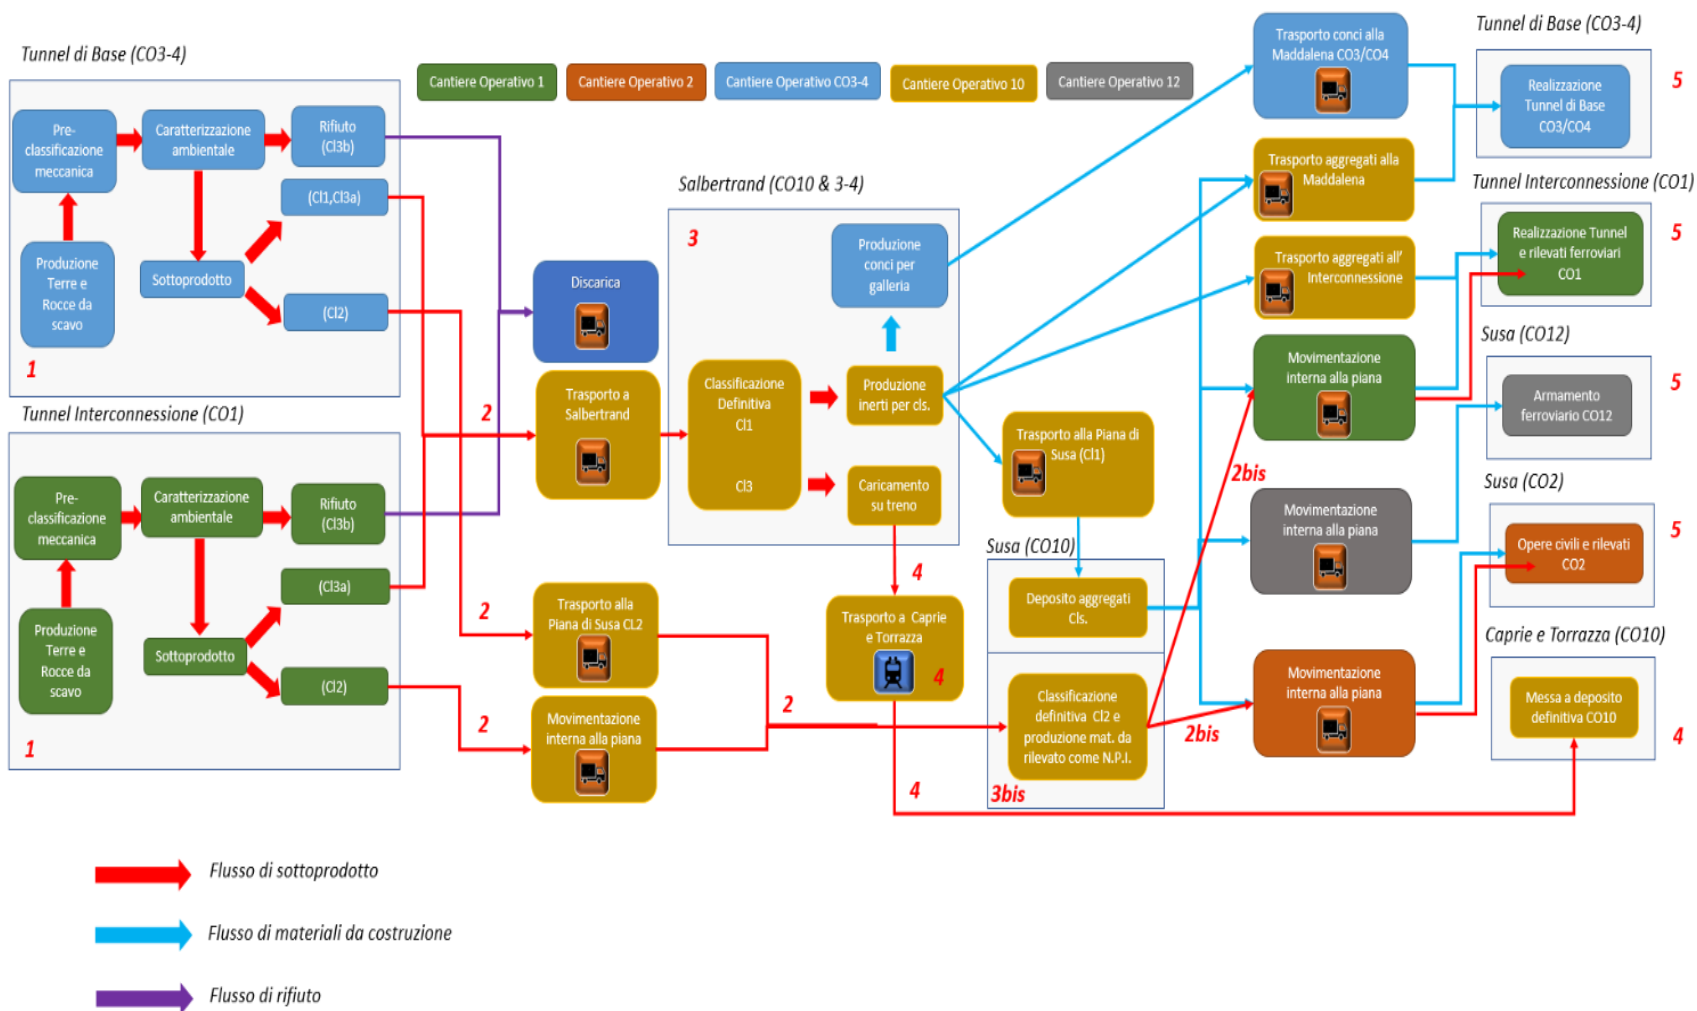 Tunnel di Base (CO3-4)
Pre-
classificazione
meccanica
Caratterizzazione
ambientale
Rifiuto
(Cl3b)
(Cl1,Cl3a)
Produzione
Terre e
Rocce da
scavo
Sottoprodotto
(Cl2)
1
Tunnel Interconnessione (CO1)
Pre-
classificazione
meccanica
Caratterizzazione
ambientale
Rifiuto
(Cl3b)
(Cl3a)
Produzione
Terre e
Rocce da
scavo
Sottoprodotto
(Cl2)
1
Cantiere Operativo 1
Cantiere Operativo 2
Cantiere Operativo CO3-4
Cantiere Operativo 10
Cantiere Operativo 12
Discarica
2
Trasporto a
Salbertrand
2
Trasporto alla
Piana di Susa CL2
2
Movimentazione
interna alla piana
2
Salbertrand (CO10 & 3-4)
3
Produzione
conci per
galleria
Classificazione
Definitiva
Cl1
Cl3
Produzione
inerti per cls.
Caricamento
su treno
4
Trasporto a Caprie
e Torrazza
4
4
Trasporto alla Piana di
Susa (Cl1)
Susa (CO10)
Deposito aggregati
Cls.
Classificazione
definitiva Cl2 e
produzione mat. da
rilevato come N.P.I.
3bis
2bis
2bis
Trasporto conci alla
Maddalena CO3/CO4
Trasporto aggregati alla
Maddalena
Trasporto aggregati all'
Interconnessione
Movimentazione
interna alla piana
Movimentazione
interna alla piana
Movimentazione
interna alla piana
Tunnel di Base (CO3-4)
Realizzazione
Tunnel di Base
CO3/CO4
5
Tunnel Interconnessione (CO1)
Realizzazione Tunnel
e rilevati ferroviari
CO1
5
Susa (CO12)
Armamento
ferroviario CO12
5
Susa (CO2)
Opere civili e rilevati
CO2
5
Caprie e Torrazza (CO10)
Messa a deposito
definitiva CO10
4
Flusso di sottoprodotto
Flusso di materiali da costruzione
Flusso di rifiuto